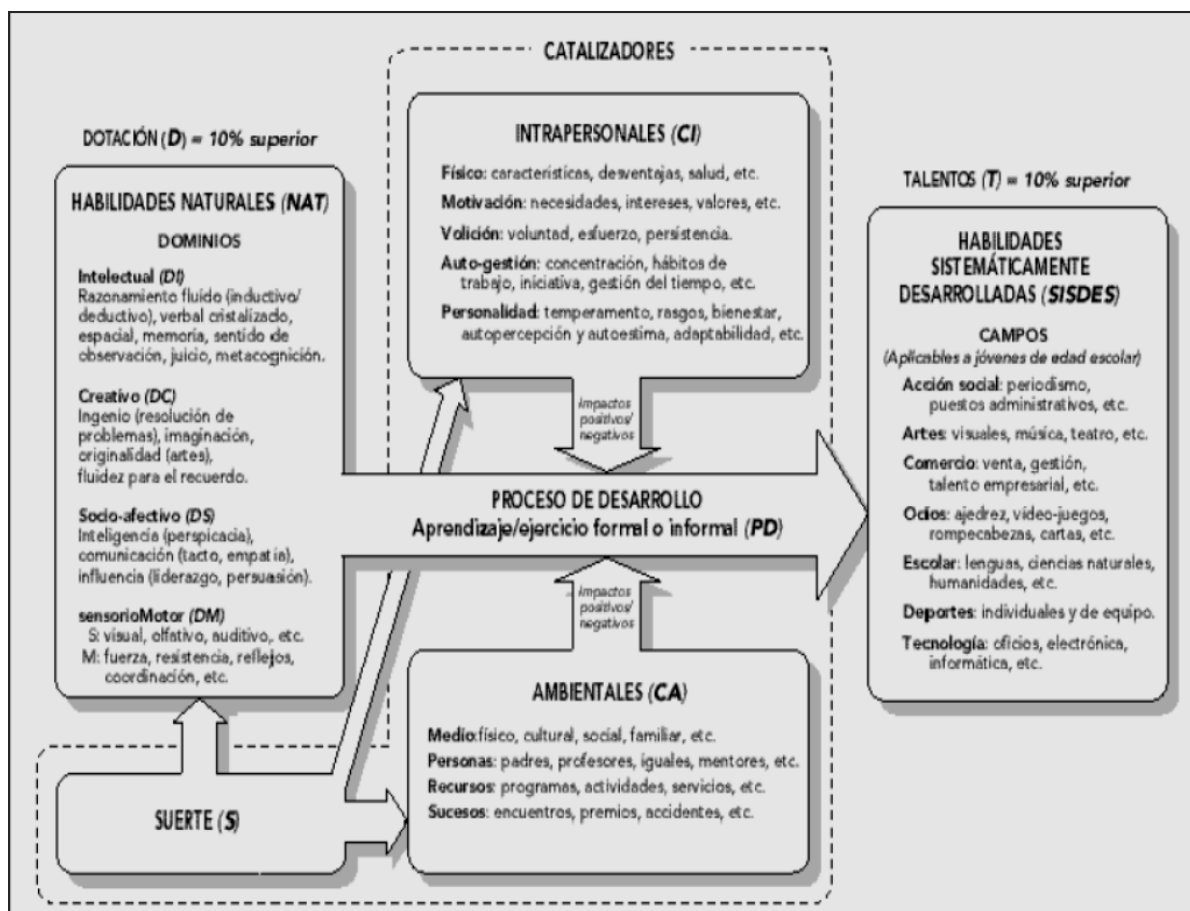 CATALIZADORES
DOTACIÓN (D) = 10% superior
HABILIDADES NATURALES (NAT)
DOMINIOS
Intelectual (DI)
Razonamiento fluído (inductivo/
deductivo), verbal cristalizado,
espacial), memoria, sentido de
observación, juicio, metacognición.
Creativo (DC)
Ingenio (resolución de
problemas), imaginación,
originalidad (artes),
fluidez para el recuerdo.
Socio-afectivo (DS)
Inteligencia (perspicacia),
comunicación (tacto, empatía),
influencia (liderazgo, persuasión).
sensorioMotor (DM)
S: visual, olfativo, auditivo, etc.
M: fuerza, resistencia, reflejos,
coordinación, etc.
SUERTE (S)
INTRAPERSONALES (CI)
Físico: características, desventajas, salud, etc.
Motivación: necesidades, intereses, valores, etc.
Volición: voluntad, esfuerzo, persistencia.
Auto-gestión: concentración, hábitos de
trabajo, iniciativa, gestión del tiempo, etc.
Personalidad: temperamento, rasgos, bienestar,
autopercepción y autoestima, adaptabilidad, etc.
Impactos
positivos/
negativos
PROCESO DE DESARROLLO
Aprendizaje/ejercicio formal o informal (PD)
Impactos
positivos/
negativos
AMBIENTALES (CA)
Medio:físico, cultural, social, familiar, etc.
Personas: padres, profesores, iguales, mentores, etc.
Recursos: programas, actividades, servicios, etc.
Sucesos: encuentros, premios, accidentes, etc.
TALENTOS (T) = 10% superior
HABILIDADES
SISTEMÁTICAMENTE
DESARROLLADAS (SISDES)
CAMPOS
(Aplicables a jóvenes de edad escolar)
Acción social: periodismo,
puestos administrativos, etc.
Artes: visuales, música, teatro, etc.
Comercio: venta, gestión,
talento empresarial, etc.
Ocios: ajedrez, vídeo-juegos,
rompecabezas, cartas, etc.
Escolar: lenguas, ciencias naturales,
humanidades, etc.
Deportes: individuales y de equipo.
Tecnología: oficios, electrónica,
informática, etc.